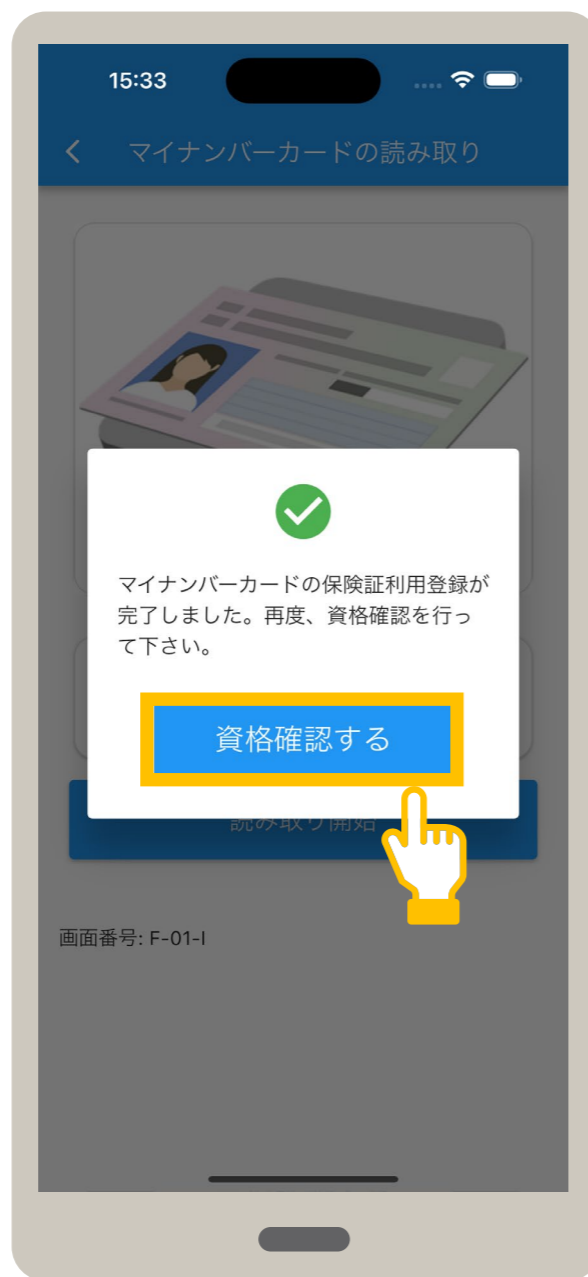 15:33
マイナンバーカードの読み取り
マイナンバーカードの保険証利用登録が
完了しました。再度、資格確認を行っ
て下さい。
資格確認する
読み取り開始
画面番号: F-01-I